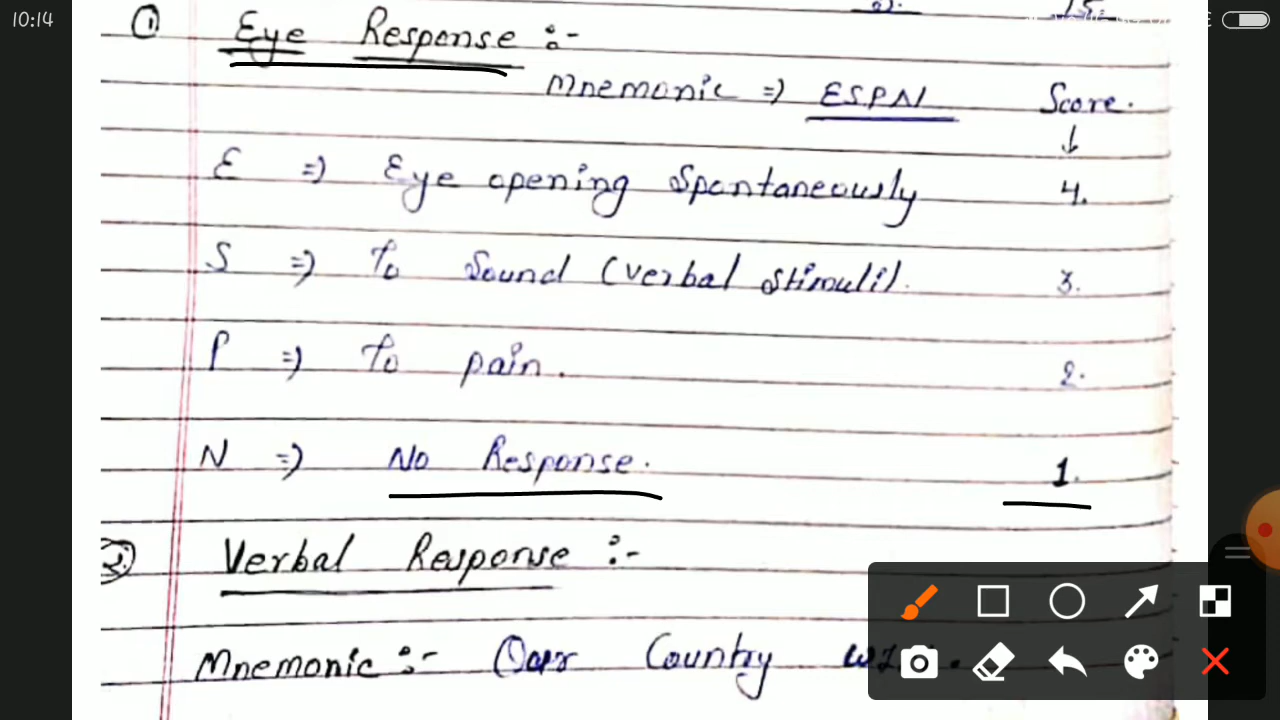 10:14
① Eye Response :-
Mnemonic => ESPN Score.
↓
E => Eye opening Spontaneously 4.
S => To Sound (Verbal Stimuli). 3.
P => To pain. 2.
N => No Response. 1.
② Verbal Response :-
Mnemonic :- Our Country